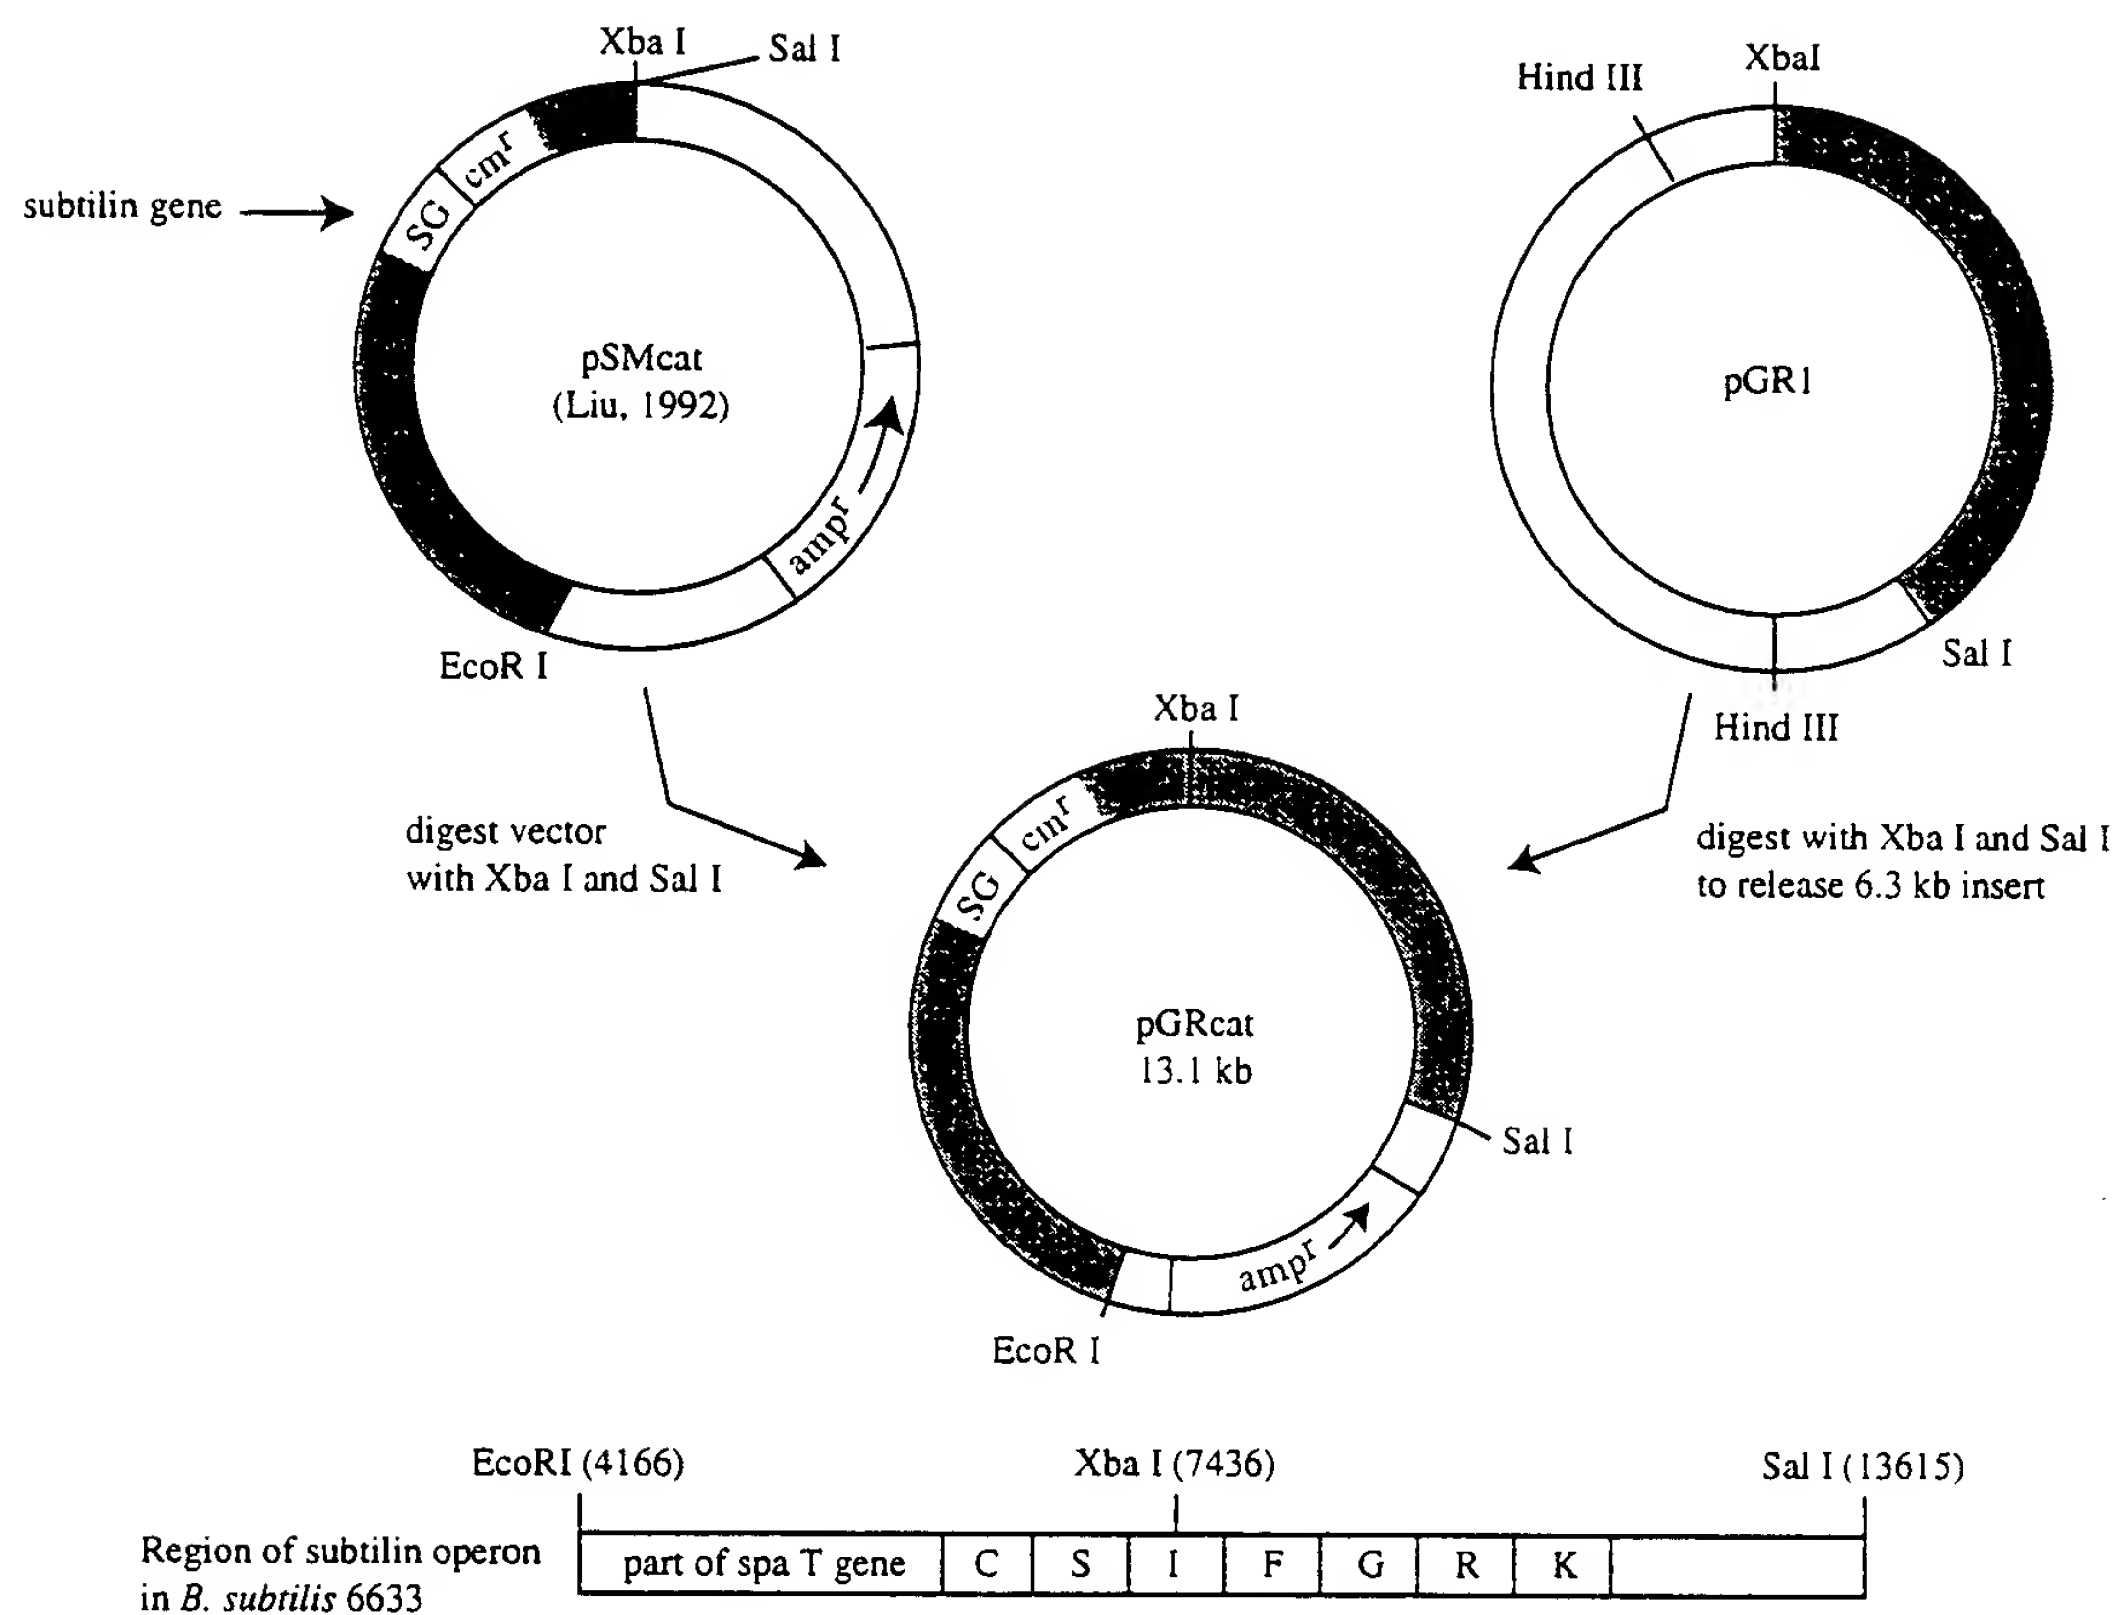 Xba I
Sal I
Hind III
XbaI
cmʳ
subtilin gene
SG
pSMcat
(Liu, 1992)
pGR1
ampʳ
EcoR I
Sal I
Hind III
Xba I
digest vector
with Xba I and Sal I
digest with Xba I and Sal I
to release 6.3 kb insert
cmʳ
SG
pGRcat
13.1 kb
Sal I
ampʳ
EcoR I
EcoRI (4166)
Xba I (7436)
Sal I (13615)
Region of subtilin operon
in B. subtilis 6633
part of spa T gene C S I F G R K